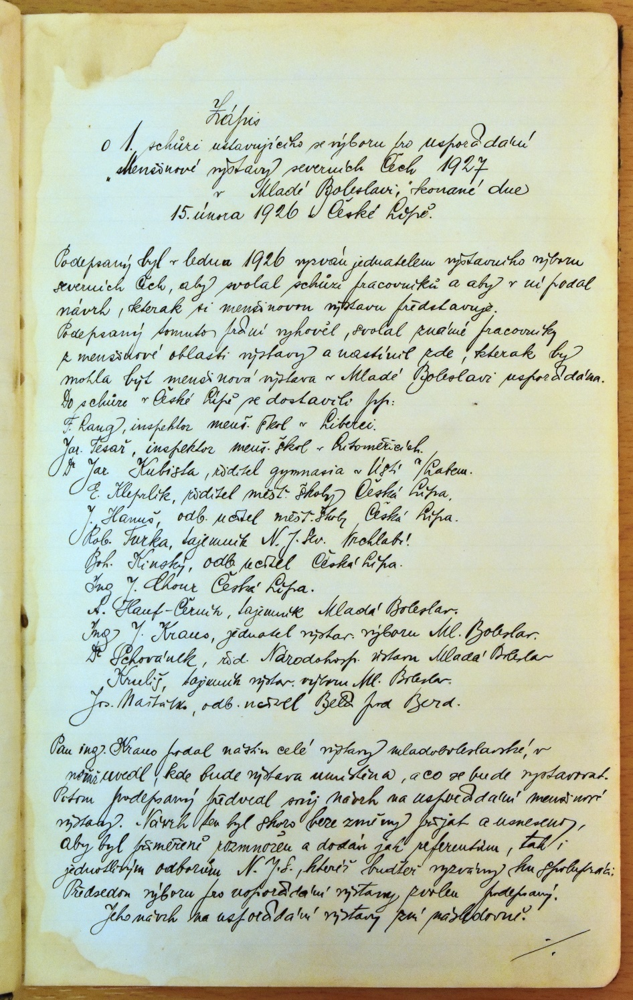 Zápis
o 1. schůzi ustavujícího se výboru pro uspořádání
„Menšinové výstavy severních Čech 1927
v Mladé Boleslavi", konané dne
15. února 1926 v České Lípě.
Podepsaný byl v lednu 1926 vyzván jednatelem výstavního výboru
severních Čech, aby svolal schůzi pracovníků a aby v ní podal
návrh, kterak si menšinovou výstavu představuje.
Podepsaný tomuto přání vyhověl, svolal známé pracovníky
z menšinové oblasti výstavy a nastínil zde, kterak by
mohla být menšinová výstava v Mladé Boleslavi uspořádána.
Do schůze v České Lípě se dostavili pp:
F. Lang, inspektor menš. škol v Liberci.
Jar. Tesař, inspektor menš. škol v Litoměřicích.
Dr Jar. Kubista, ředitel gymnasia v Ústí n/Labem.
E. Kleprlík, ředitel měšť. školy Česká Lípa.
J. Hanuš, odb. učitel měšť. školy Česká Lípa.
Rob. Furka, tajemník N. J. Sev. Vrchlabí.
Boh. Kinský, odb. učitel Česká Lípa.
Ing J. Chour Česká Lípa.
A. Hauf-Černík, tajemník Mladá Boleslav.
Ing J. Kraus, jednatel výstav. výboru Ml. Boleslav.
Dr Schovánek, řed. Národohosp. ústavu Mladá Boleslav
Kruliš, tajemník výstav. výboru Ml. Boleslav.
Jos. odb. učitel Bělá pod Bezd.
Pan ing. Kraus podal nástin celé výstavy mladoboleslavské, v
němž uvedl, kde bude výstava umístěna, a co se bude vystavovat.
Potom podepsaný předvedl svůj návrh na uspořádání menšinové
výstavy. Návrh ten byl skoro beze změny přijat a usneseno,
aby byl přiměřeně rozmnožen a dodán jak referentům, tak i
jednotlivým odborům N. J. S., kteréž budtež vyzvány ku spolupráci.
Předsedou výboru pro uspořádání výstavy zvolen podepsaný.
Jeho návrh na uspořádání výstavy zní následovně:
./.